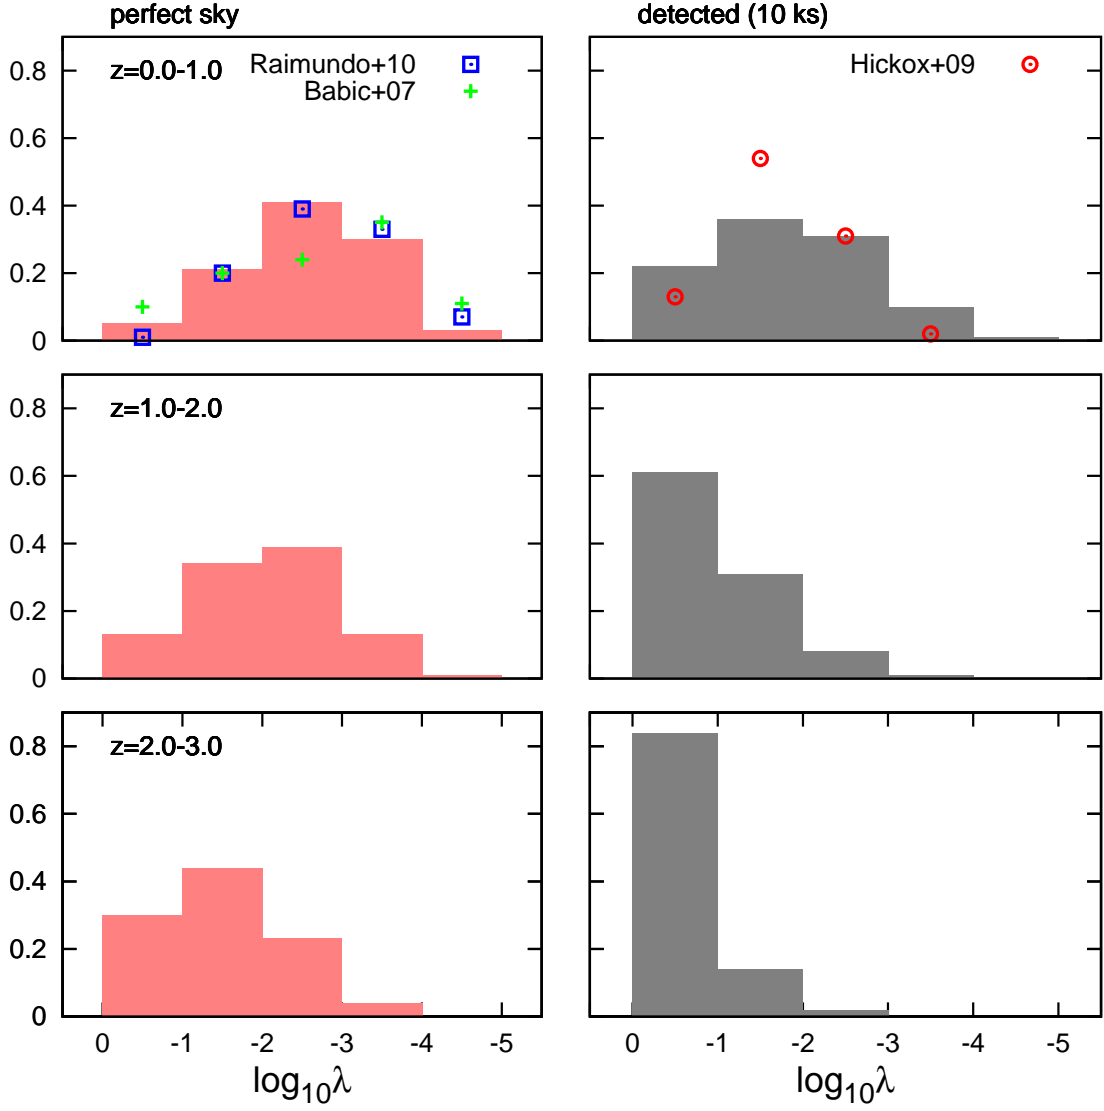 perfect sky
detected (10 ks)
z=0.0-1.0
Raimundo+10
Babic+07
Hickox+09
0.8
0.6
0.4
0.2
0
z=1.0-2.0
0.8
0.6
0.4
0.2
0
z=2.0-3.0
0.8
0.6
0.4
0.2
0
0 -1 -2 -3 -4 -5
0 -1 -2 -3 -4 -5
log₁₀λ
log₁₀λ